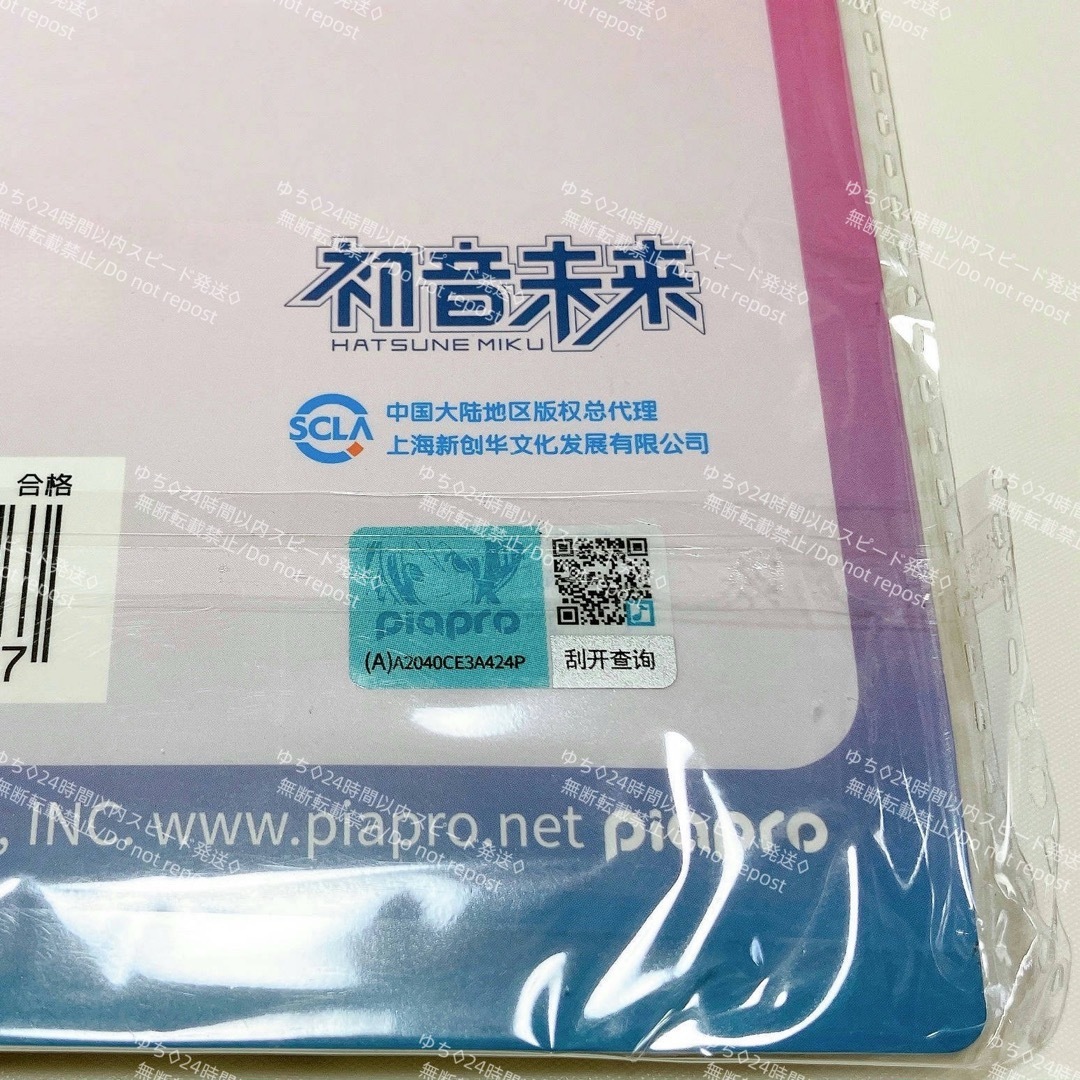 初音未来
HATSUNE MIKU
SCLA
中国大陆地区版权总代理
上海新创华文化发展有限公司
合格
7
piapro
(A)A2040CE3A424P
刮开查询
, INC. www.piapro.net piapro
ゆち◇24時間以内スピード発送◇
無断転載禁止/Do not repost